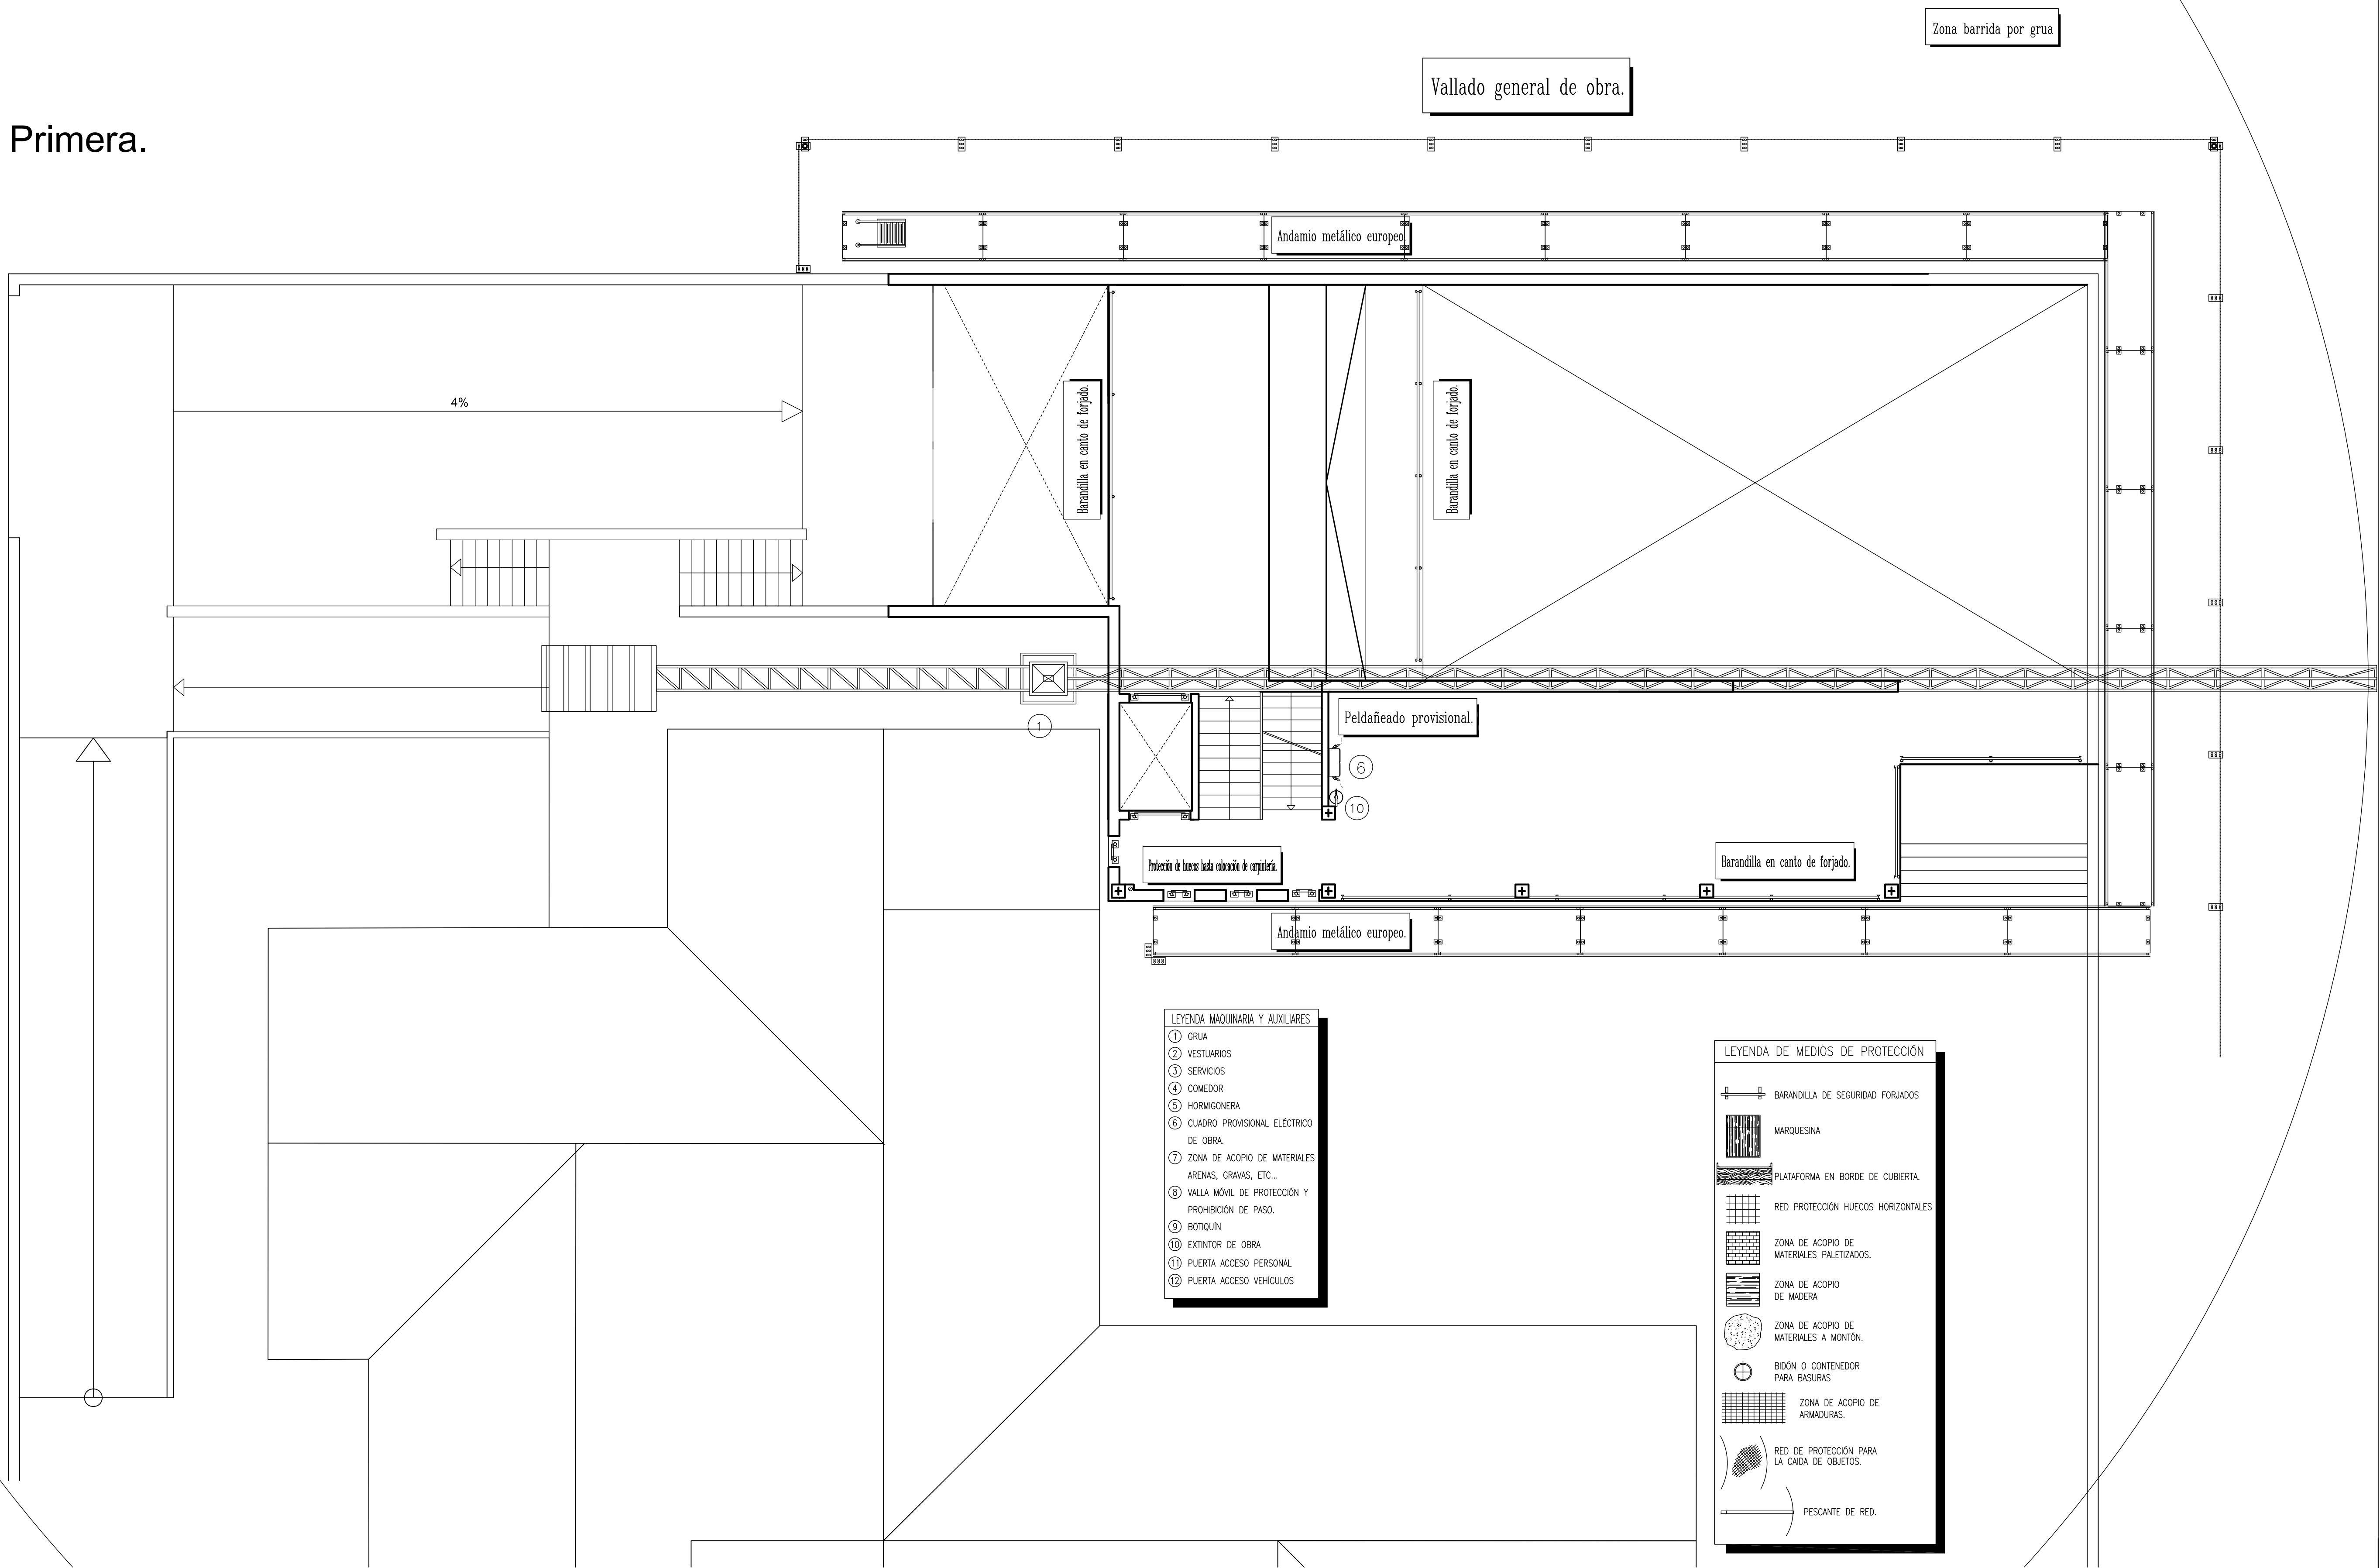 Zona barrida por grua
Vallado general de obra.
Primera.
Andamio metálico europeo.
4%
Barandilla en canto de forjado.
Barandilla en canto de forjado.
1
Peldañeado provisional.
6
10
Protección de huecos hasta colocación de carpintería.
Barandilla en canto de forjado.
Andamio metálico europeo.
LEYENDA MAQUINARIA Y AUXILIARES
1 GRUA
2 VESTUARIOS
3 SERVICIOS
4 COMEDOR
5 HORMIGONERA
6 CUADRO PROVISIONAL ELÉCTRICO
DE OBRA.
7 ZONA DE ACOPIO DE MATERIALES
ARENAS, GRAVAS, ETC...
8 VALLA MÓVIL DE PROTECCIÓN Y
PROHIBICIÓN DE PASO.
9 BOTIQUÍN
10 EXTINTOR DE OBRA
11 PUERTA ACCESO PERSONAL
12 PUERTA ACCESO VEHÍCULOS
LEYENDA DE MEDIOS DE PROTECCIÓN
BARANDILLA DE SEGURIDAD FORJADOS
MARQUESINA
PLATAFORMA EN BORDE DE CUBIERTA.
RED PROTECCIÓN HUECOS HORIZONTALES
ZONA DE ACOPIO DE
MATERIALES PALETIZADOS.
ZONA DE ACOPIO
DE MADERA
ZONA DE ACOPIO DE
MATERIALES A MONTÓN.
BIDÓN O CONTENEDOR
PARA BASURAS
ZONA DE ACOPIO DE
ARMADURAS.
RED DE PROTECCIÓN PARA
LA CAIDA DE OBJETOS.
PESCANTE DE RED.